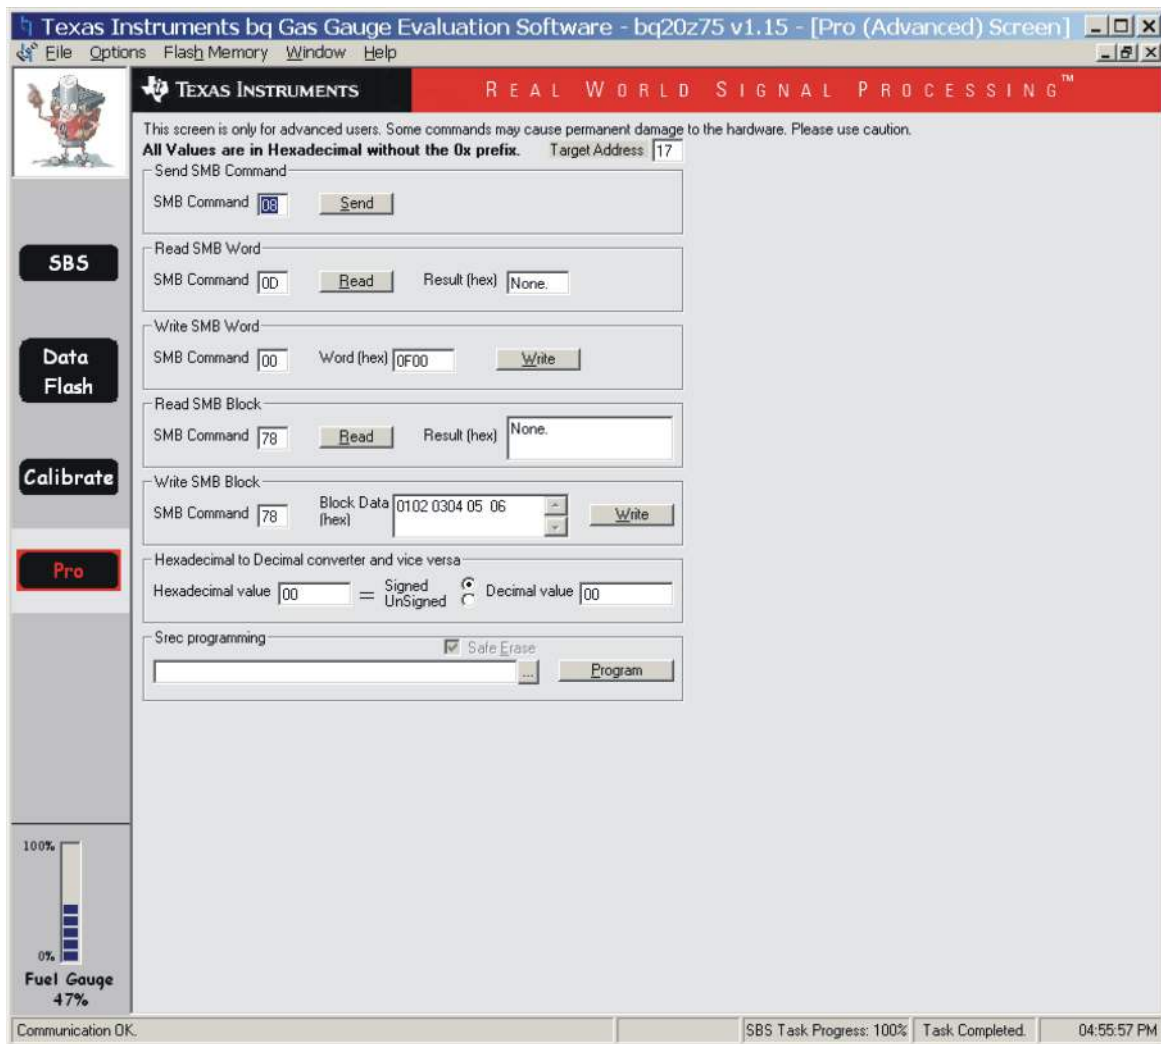 Texas Instruments bq Gas Gauge Evaluation Software - bq20z75 v1.15 - [Pro (Advanced) Screen]
File Options Flash Memory Window Help
TEXAS INSTRUMENTS REAL WORLD SIGNAL PROCESSING™
This screen is only for advanced users. Some commands may cause permanent damage to the hardware. Please use caution.
All Values are in Hexadecimal without the 0x prefix. Target Address 17
Send SMB Command
SMB Command 08 Send
SBS
Read SMB Word
SMB Command 0D Read Result (hex) None.
Write SMB Word
SMB Command 00 Word (hex) 0F00 Write
Data
Flash
Read SMB Block
SMB Command 78 Read Result (hex) None.
Calibrate
Write SMB Block
SMB Command 78 Block Data (hex) 0102 0304 05 06 Write
Pro
Hexadecimal to Decimal converter and vice versa
Hexadecimal value 00 = Signed UnSigned Decimal value 00
Srec programming Safe Erase
... Program
100%
0%
Fuel Gauge
47%
Communication OK. SBS Task Progress: 100% Task Completed. 04:55:57 PM